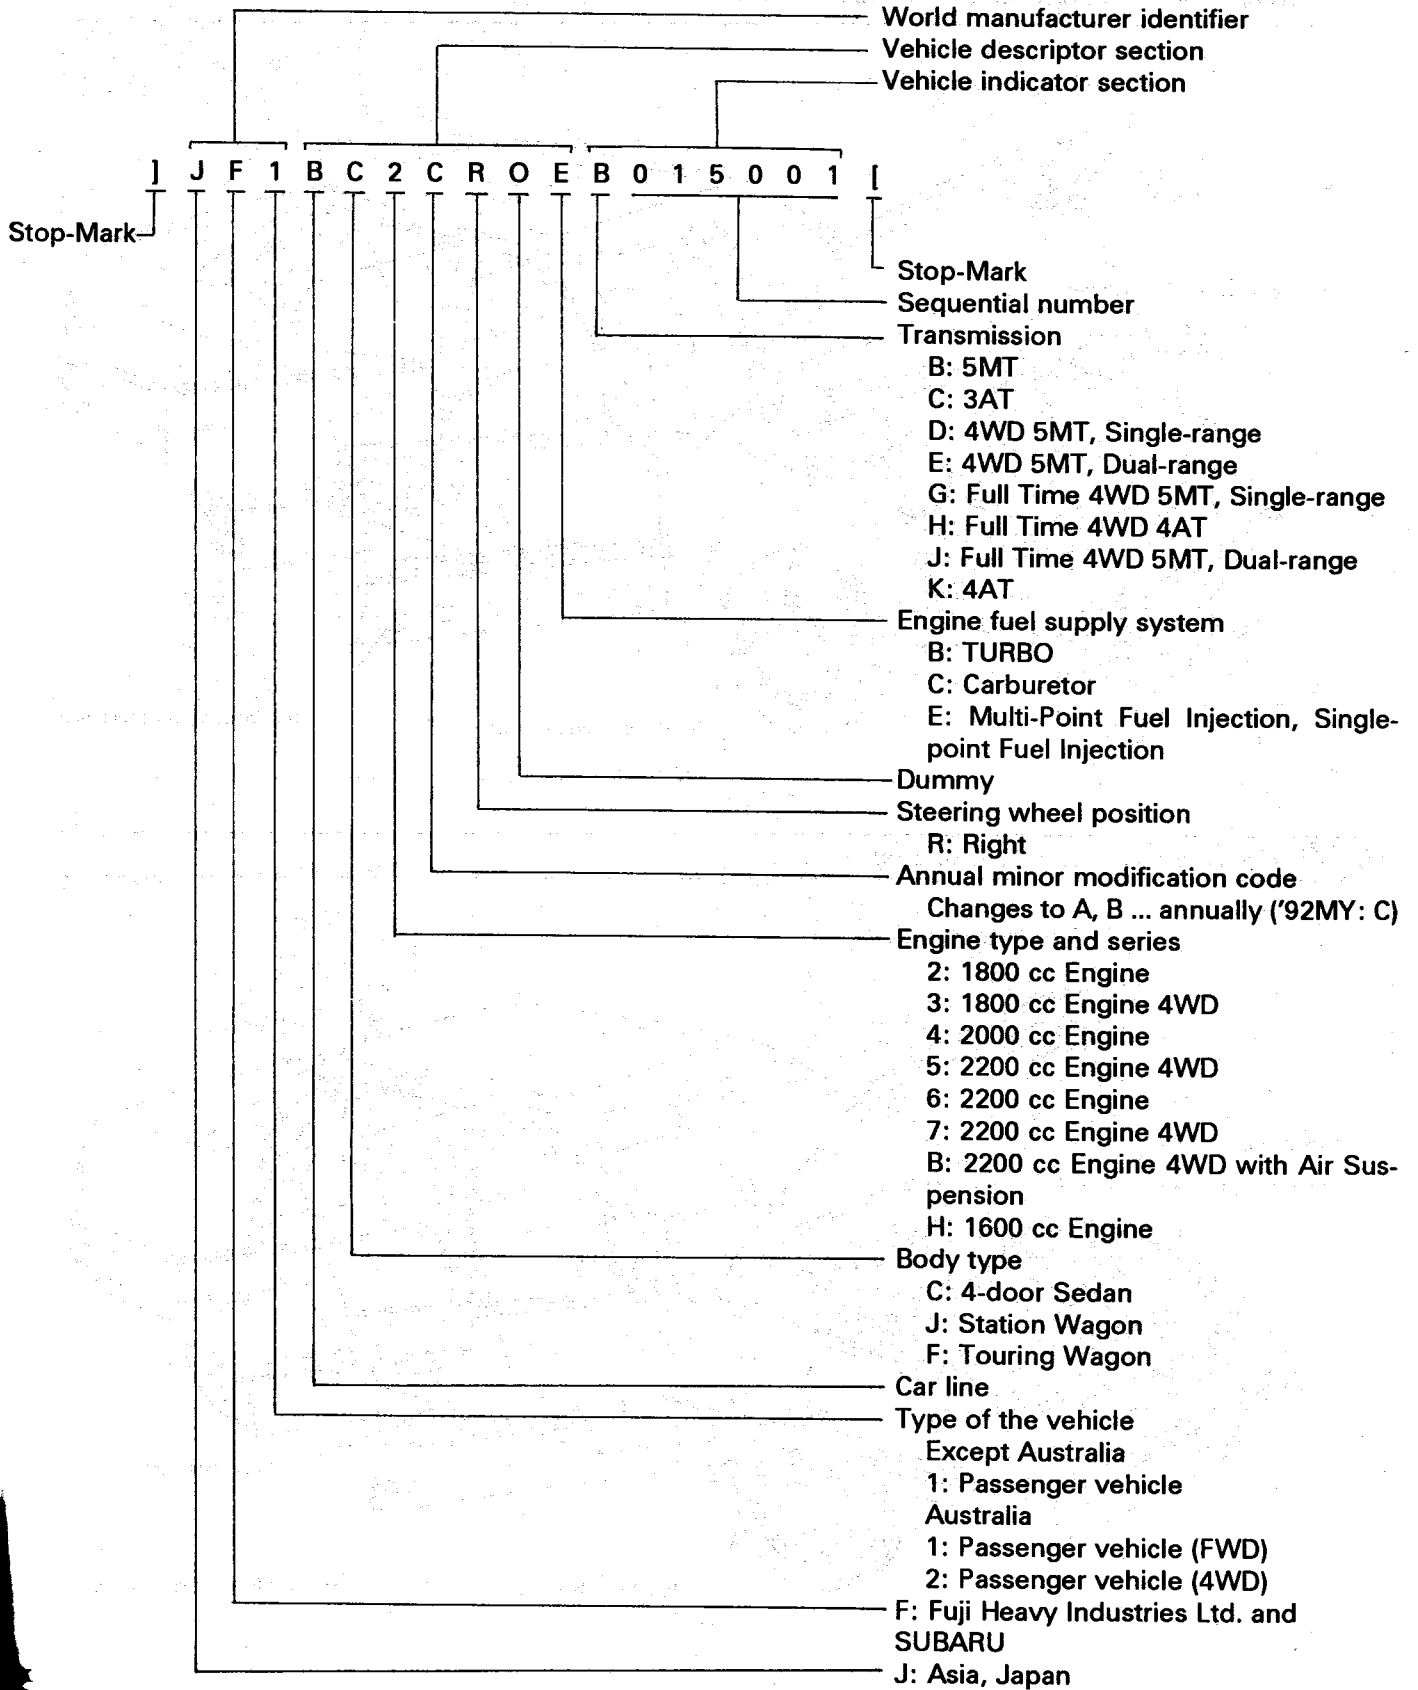 World manufacturer identifier
Vehicle descriptor section
Vehicle indicator section
] J F 1 B C 2 C R O E B 0 1 5 0 0 1 [
Stop-Mark
Stop-Mark
Sequential number
Transmission
B: 5MT
C: 3AT
D: 4WD 5MT, Single-range
E: 4WD 5MT, Dual-range
G: Full Time 4WD 5MT, Single-range
H: Full Time 4WD 4AT
J: Full Time 4WD 5MT, Dual-range
K: 4AT
Engine fuel supply system
B: TURBO
C: Carburetor
E: Multi-Point Fuel Injection, Single-
point Fuel Injection
Dummy
Steering wheel position
R: Right
Annual minor modification code
Changes to A, B ... annually ('92MY: C)
Engine type and series
2: 1800 cc Engine
3: 1800 cc Engine 4WD
4: 2000 cc Engine
5: 2200 cc Engine 4WD
6: 2200 cc Engine
7: 2200 cc Engine 4WD
B: 2200 cc Engine 4WD with Air Sus-
pension
H: 1600 cc Engine
Body type
C: 4-door Sedan
J: Station Wagon
F: Touring Wagon
Car line
Type of the vehicle
Except Australia
1: Passenger vehicle
Australia
1: Passenger vehicle (FWD)
2: Passenger vehicle (4WD)
F: Fuji Heavy Industries Ltd. and
SUBARU
J: Asia, Japan